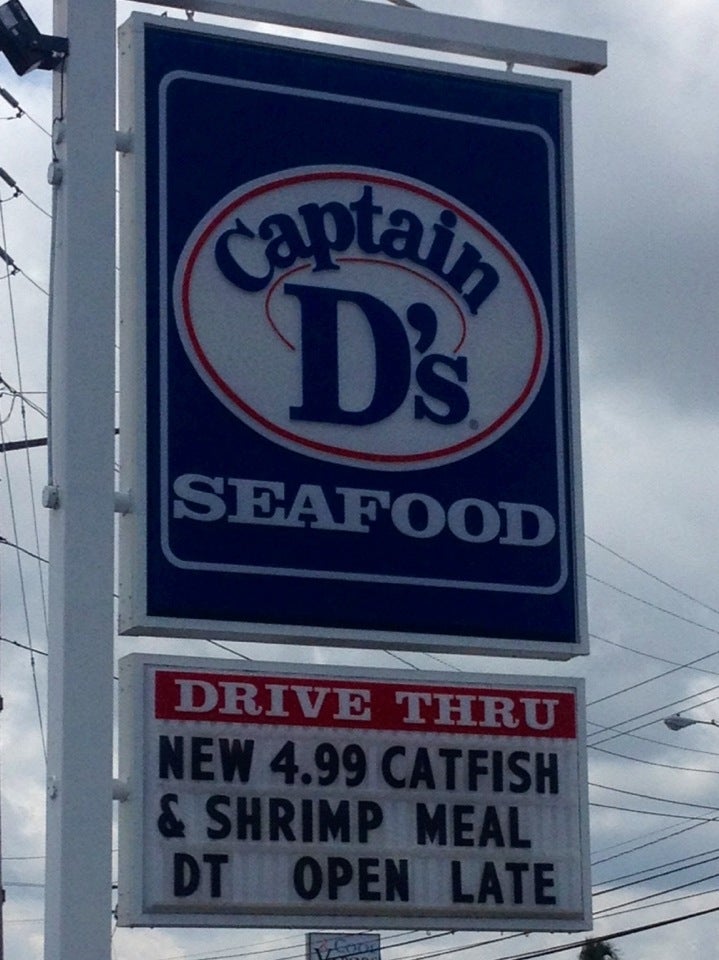 Captain
D's
SEAFOOD
DRIVE THRU
NEW 4.99 CATFISH
& SHRIMP MEAL
DT OPEN LATE